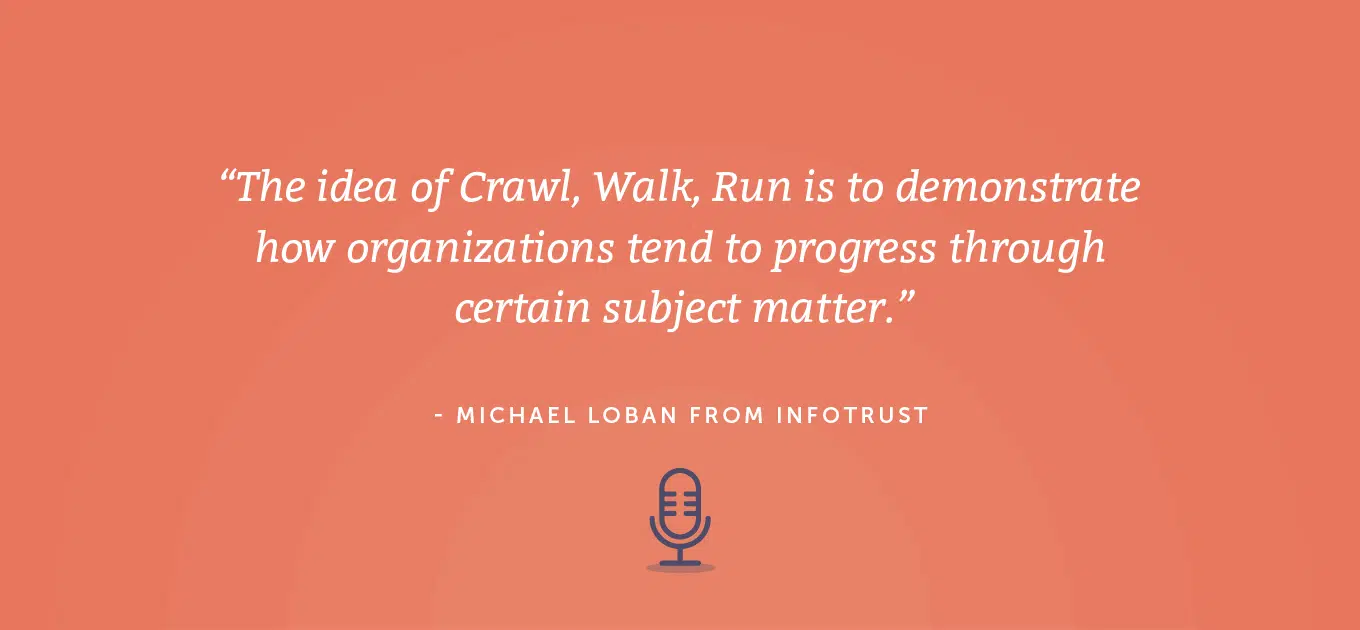 “The idea of Crawl, Walk, Run is to demonstrate
how organizations tend to progress through
certain subject matter.”
- MICHAEL LOBAN FROM INFOTRUST